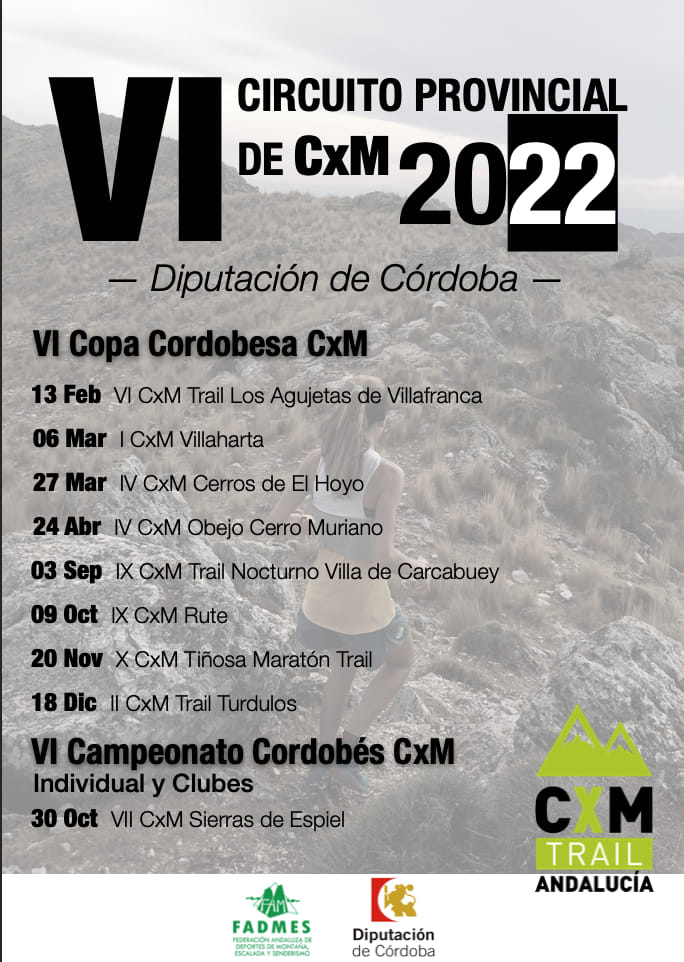 VI CIRCUITO PROVINCIAL
DE CxM 2022
— Diputación de Córdoba —
VI Copa Cordobesa CxM
13 Feb VI CxM Trail Los Agujetas de Villafranca
06 Mar I CxM Villaharta
27 Mar IV CxM Cerros de El Hoyo
24 Abr IV CxM Obejo Cerro Muriano
03 Sep IX CxM Trail Nocturno Villa de Carcabuey
09 Oct IX CxM Rute
20 Nov X CxM Tiñosa Maratón Trail
18 Dic II CxM Trail Turdulos
VI Campeonato Cordobés CxM
Individual y Clubes
30 Oct VII CxM Sierras de Espiel
CXM
TRAIL
ANDALUCÍA
FAM
FADMES
FEDERACIÓN ANDALUZA DE
DEPORTES DE MONTAÑA,
ESCALADA Y SENDERISMO
Diputación
de Córdoba